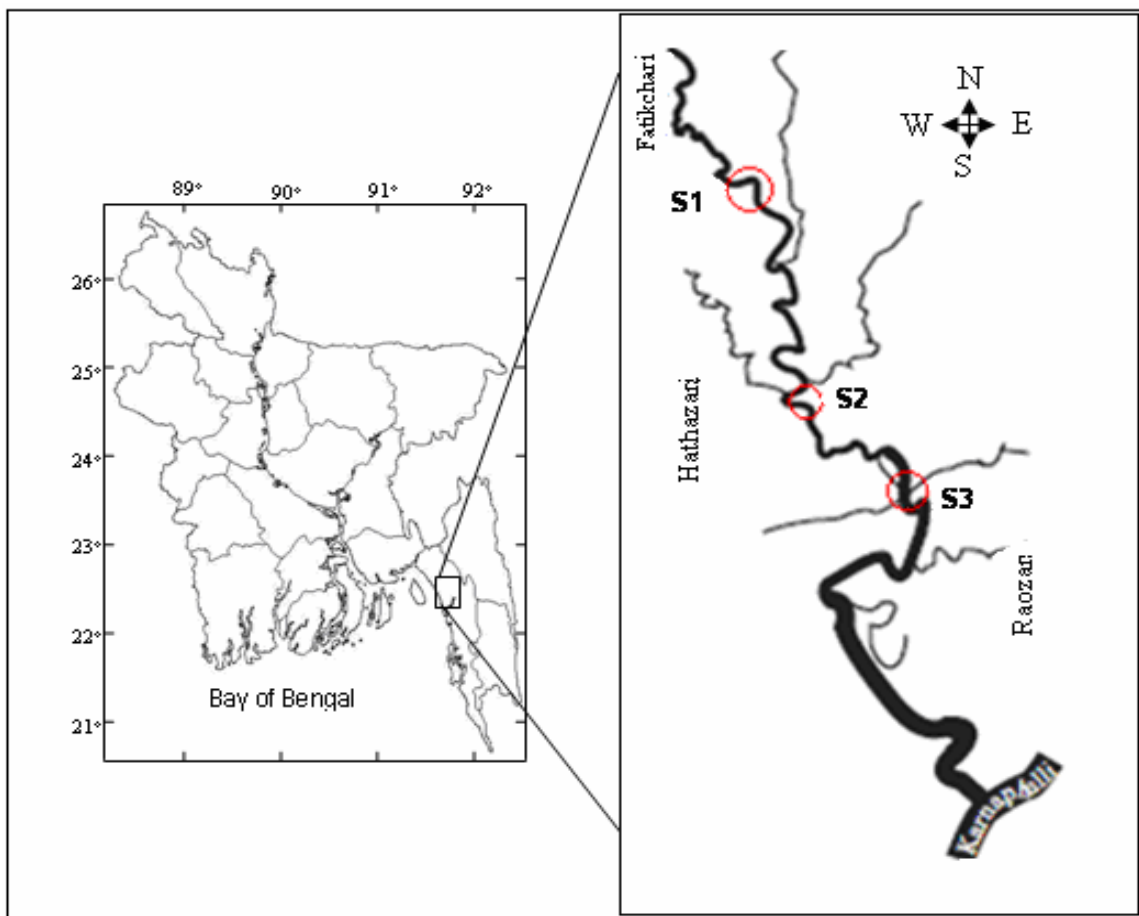 89°
90°
91°
92°
26°
25°
24°
23°
22°
21°
Bay of Bengal
Fatikchari
N
W
E
S
S1
S2
Hathazari
S3
Raozan